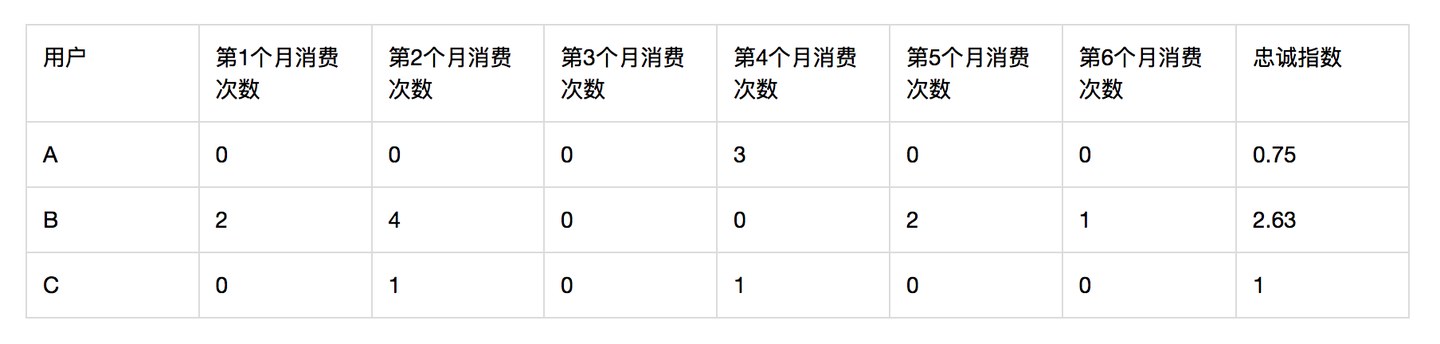 用户 第1个月消费 第2个月消费 第3个月消费 第4个月消费 第5个月消费 第6个月消费 忠诚指数
次数 次数 次数 次数 次数 次数
A 0 0 0 3 0 0 0.75
B 2 4 0 0 2 1 2.63
C 0 1 0 1 0 0 1